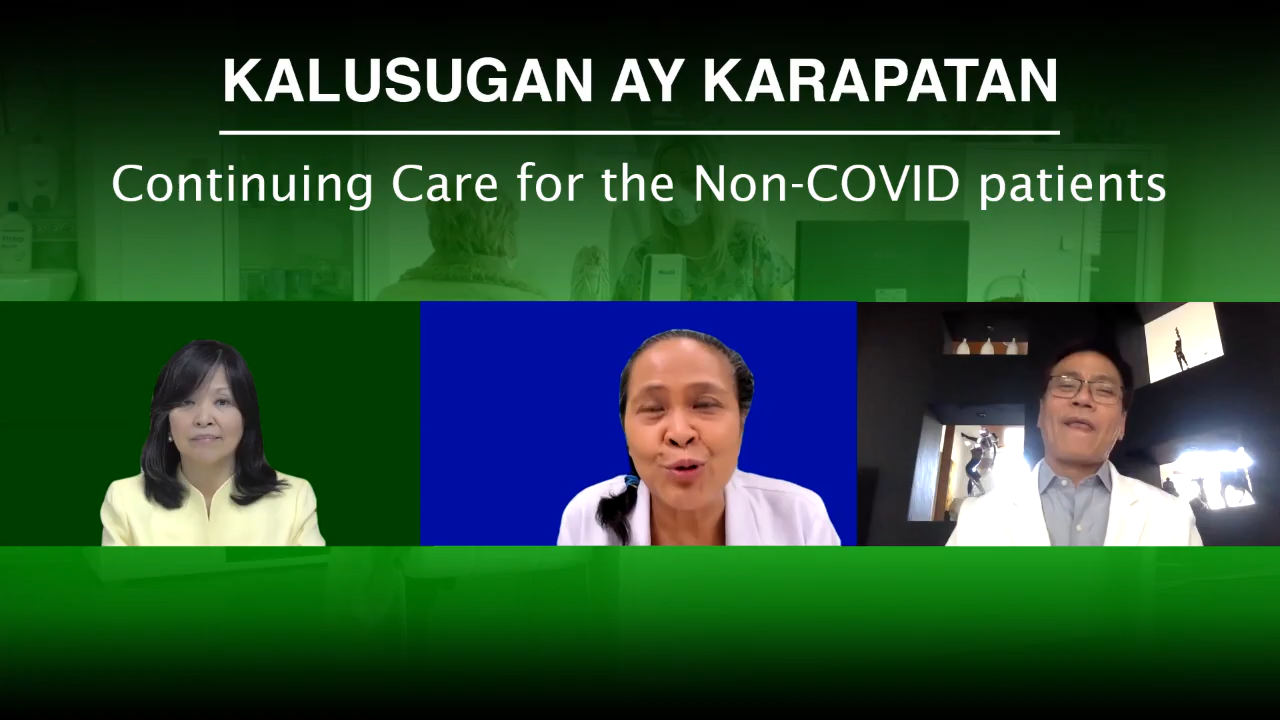 KALUSUGAN AY KARAPATAN
Continuing Care for the Non-COVID patients